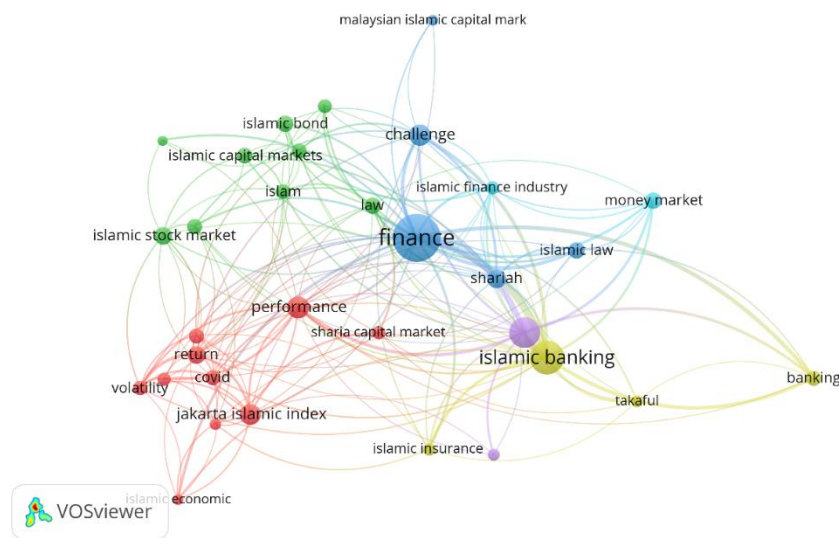 malaysian islamic capital mark
islamic bond
challenge
islamic capital markets
islam
islamic finance industry
law
money market
islamic stock market
finance
islamic law
shariah
performance
sharia capital market
return
islamic banking
covid
volatility
banking
takaful
jakarta islamic index
islamic insurance
islamic economic
VOSviewer